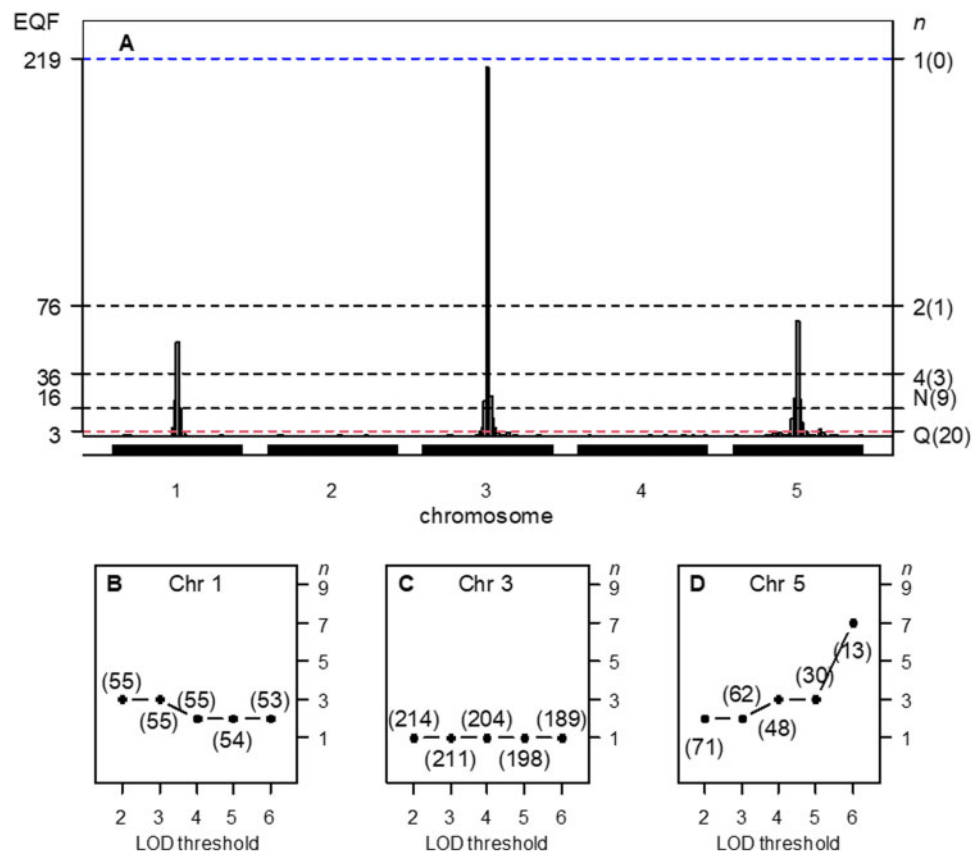 EQF n
A
219 1(0)
76 2(1)
36 4(3)
16 N(9)
3 Q(20)
1 2 3 4 5
chromosome
B Chr 1 n
9
7
5
3
1
(55) (55) (55) (54) (53)
2 3 4 5 6
LOD threshold
C Chr 3 n
9
7
5
3
1
(214) (211) (204) (198) (189)
2 3 4 5 6
LOD threshold
D Chr 5 n
9
7
5
3
1
(71) (62) (48) (30) (13)
2 3 4 5 6
LOD threshold